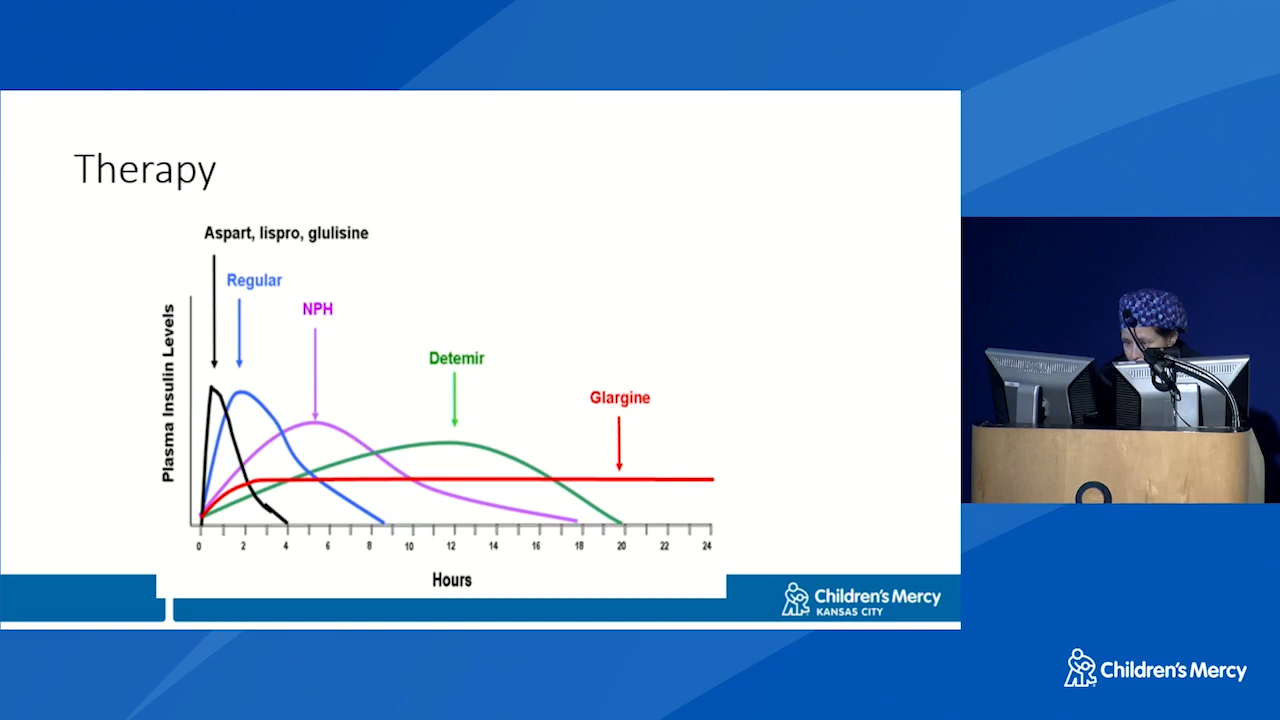 Therapy
Aspart, lispro, glulisine
Regular
NPH
Detemir
Glargine
Plasma Insulin Levels
0 2 4 6 8 10 12 14 16 18 20 22 24
Hours
Children's Mercy
KANSAS CITY
Children's Mercy